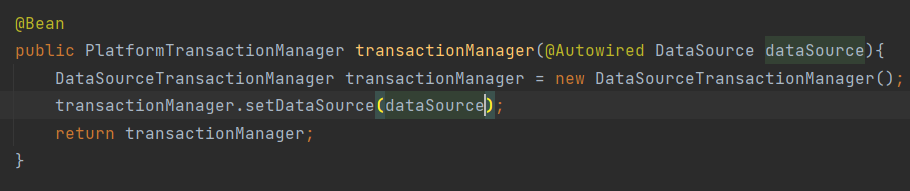 @Bean
public PlatformTransactionManager transactionManager(@Autowired DataSource dataSource){
    DataSourceTransactionManager transactionManager = new DataSourceTransactionManager();
    transactionManager.setDataSource(dataSource);
    return transactionManager;
}